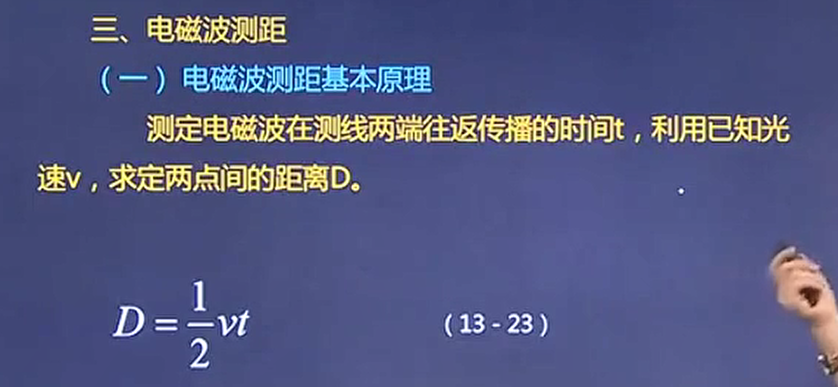 三、电磁波测距
（一）电磁波测距基本原理
测定电磁波在测线两端往返传播的时间t，利用已知光
速v，求定两点间的距离D。
D = 1/2 vt （13-23）